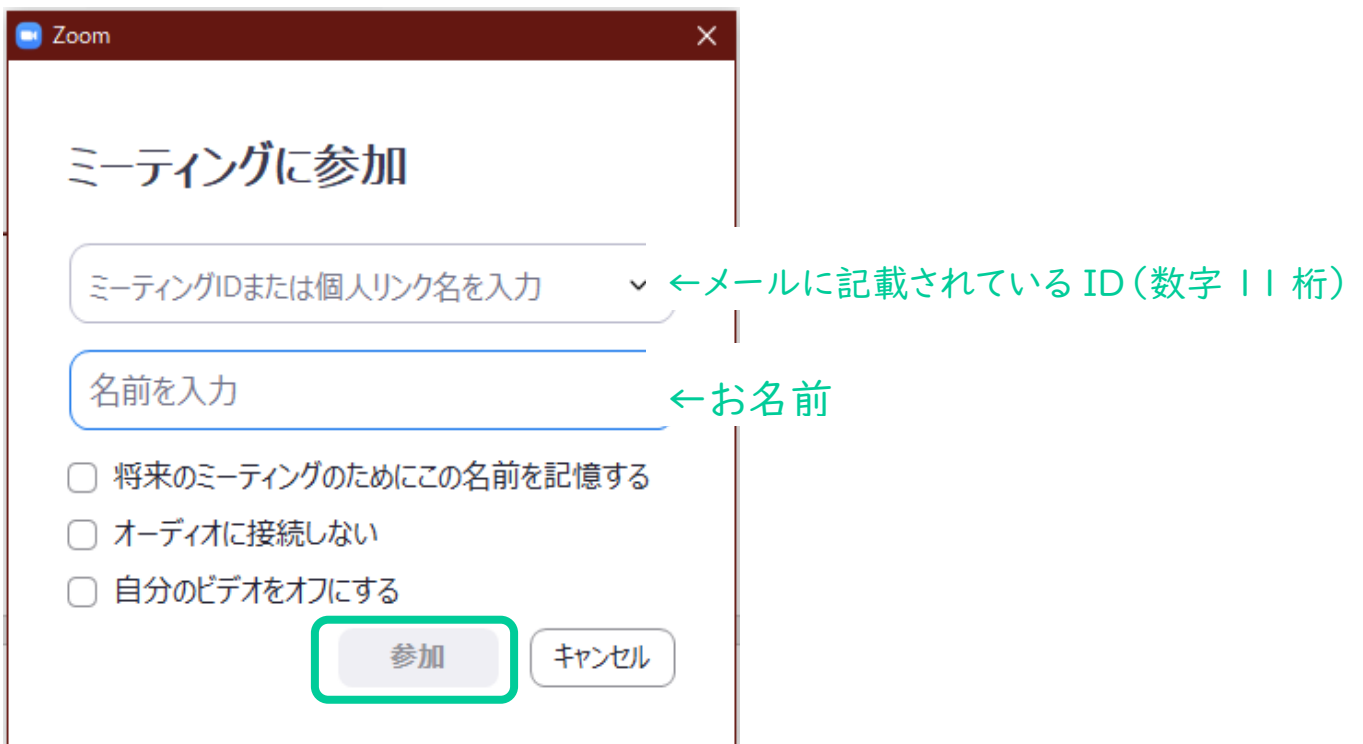 Zoom
ミーティングに参加
ミーティングIDまたは個人リンク名を入力
←メールに記載されている ID(数字 11 桁)
名前を入力
←お名前
将来のミーティングのためにこの名前を記憶する
オーディオに接続しない
自分のビデオをオフにする
参加 キャンセル